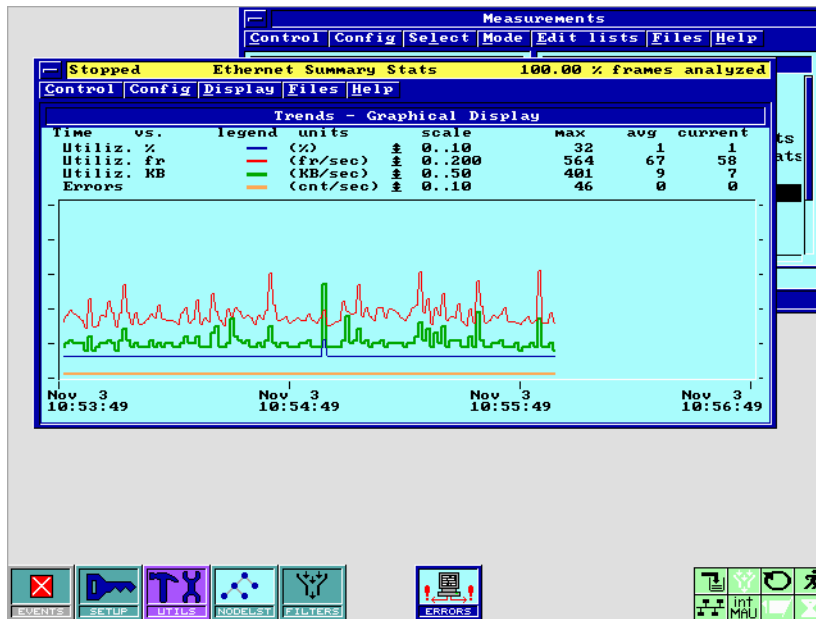 Measurements
Control Config Select Mode Edit lists Files Help
Stopped Ethernet Summary Stats 100.00 % frames analyzed
Control Config Display Files Help
Trends - Graphical Display
Time vs. legend units scale max avg current
Utiliz. % (%) 0..10 32 1 1
Utiliz. fr (fr/sec) 0..200 564 67 58
Utiliz. KB (KB/sec) 0..50 401 9 7
Errors (cnt/sec) 0..10 46 0 0
ts
ats
Nov 3 Nov 3 Nov 3 Nov 3
10:53:49 10:54:49 10:55:49 10:56:49
EVENTS SETUP UTILS NODELST FILTERS ERRORS
int
MAU